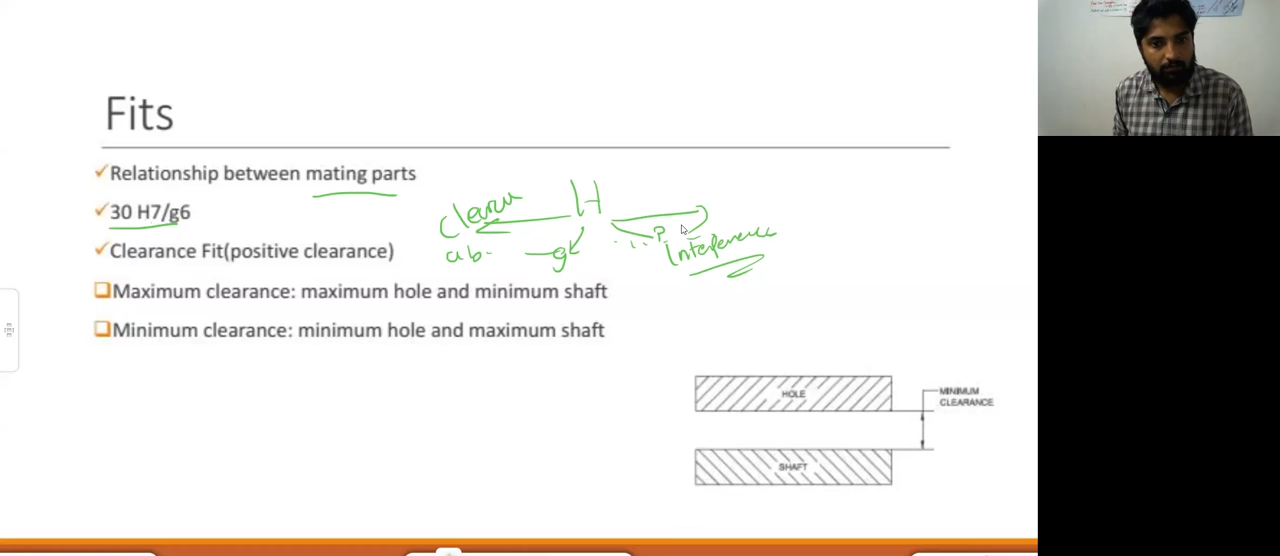 Fits
Relationship between mating parts
30 H7/g6
Clearance Fit(positive clearance)
Maximum clearance: maximum hole and minimum shaft
Minimum clearance: minimum hole and maximum shaft
H
ab
g
P
Interference
HOLE
MINIMUM
CLEARANCE
SHAFT